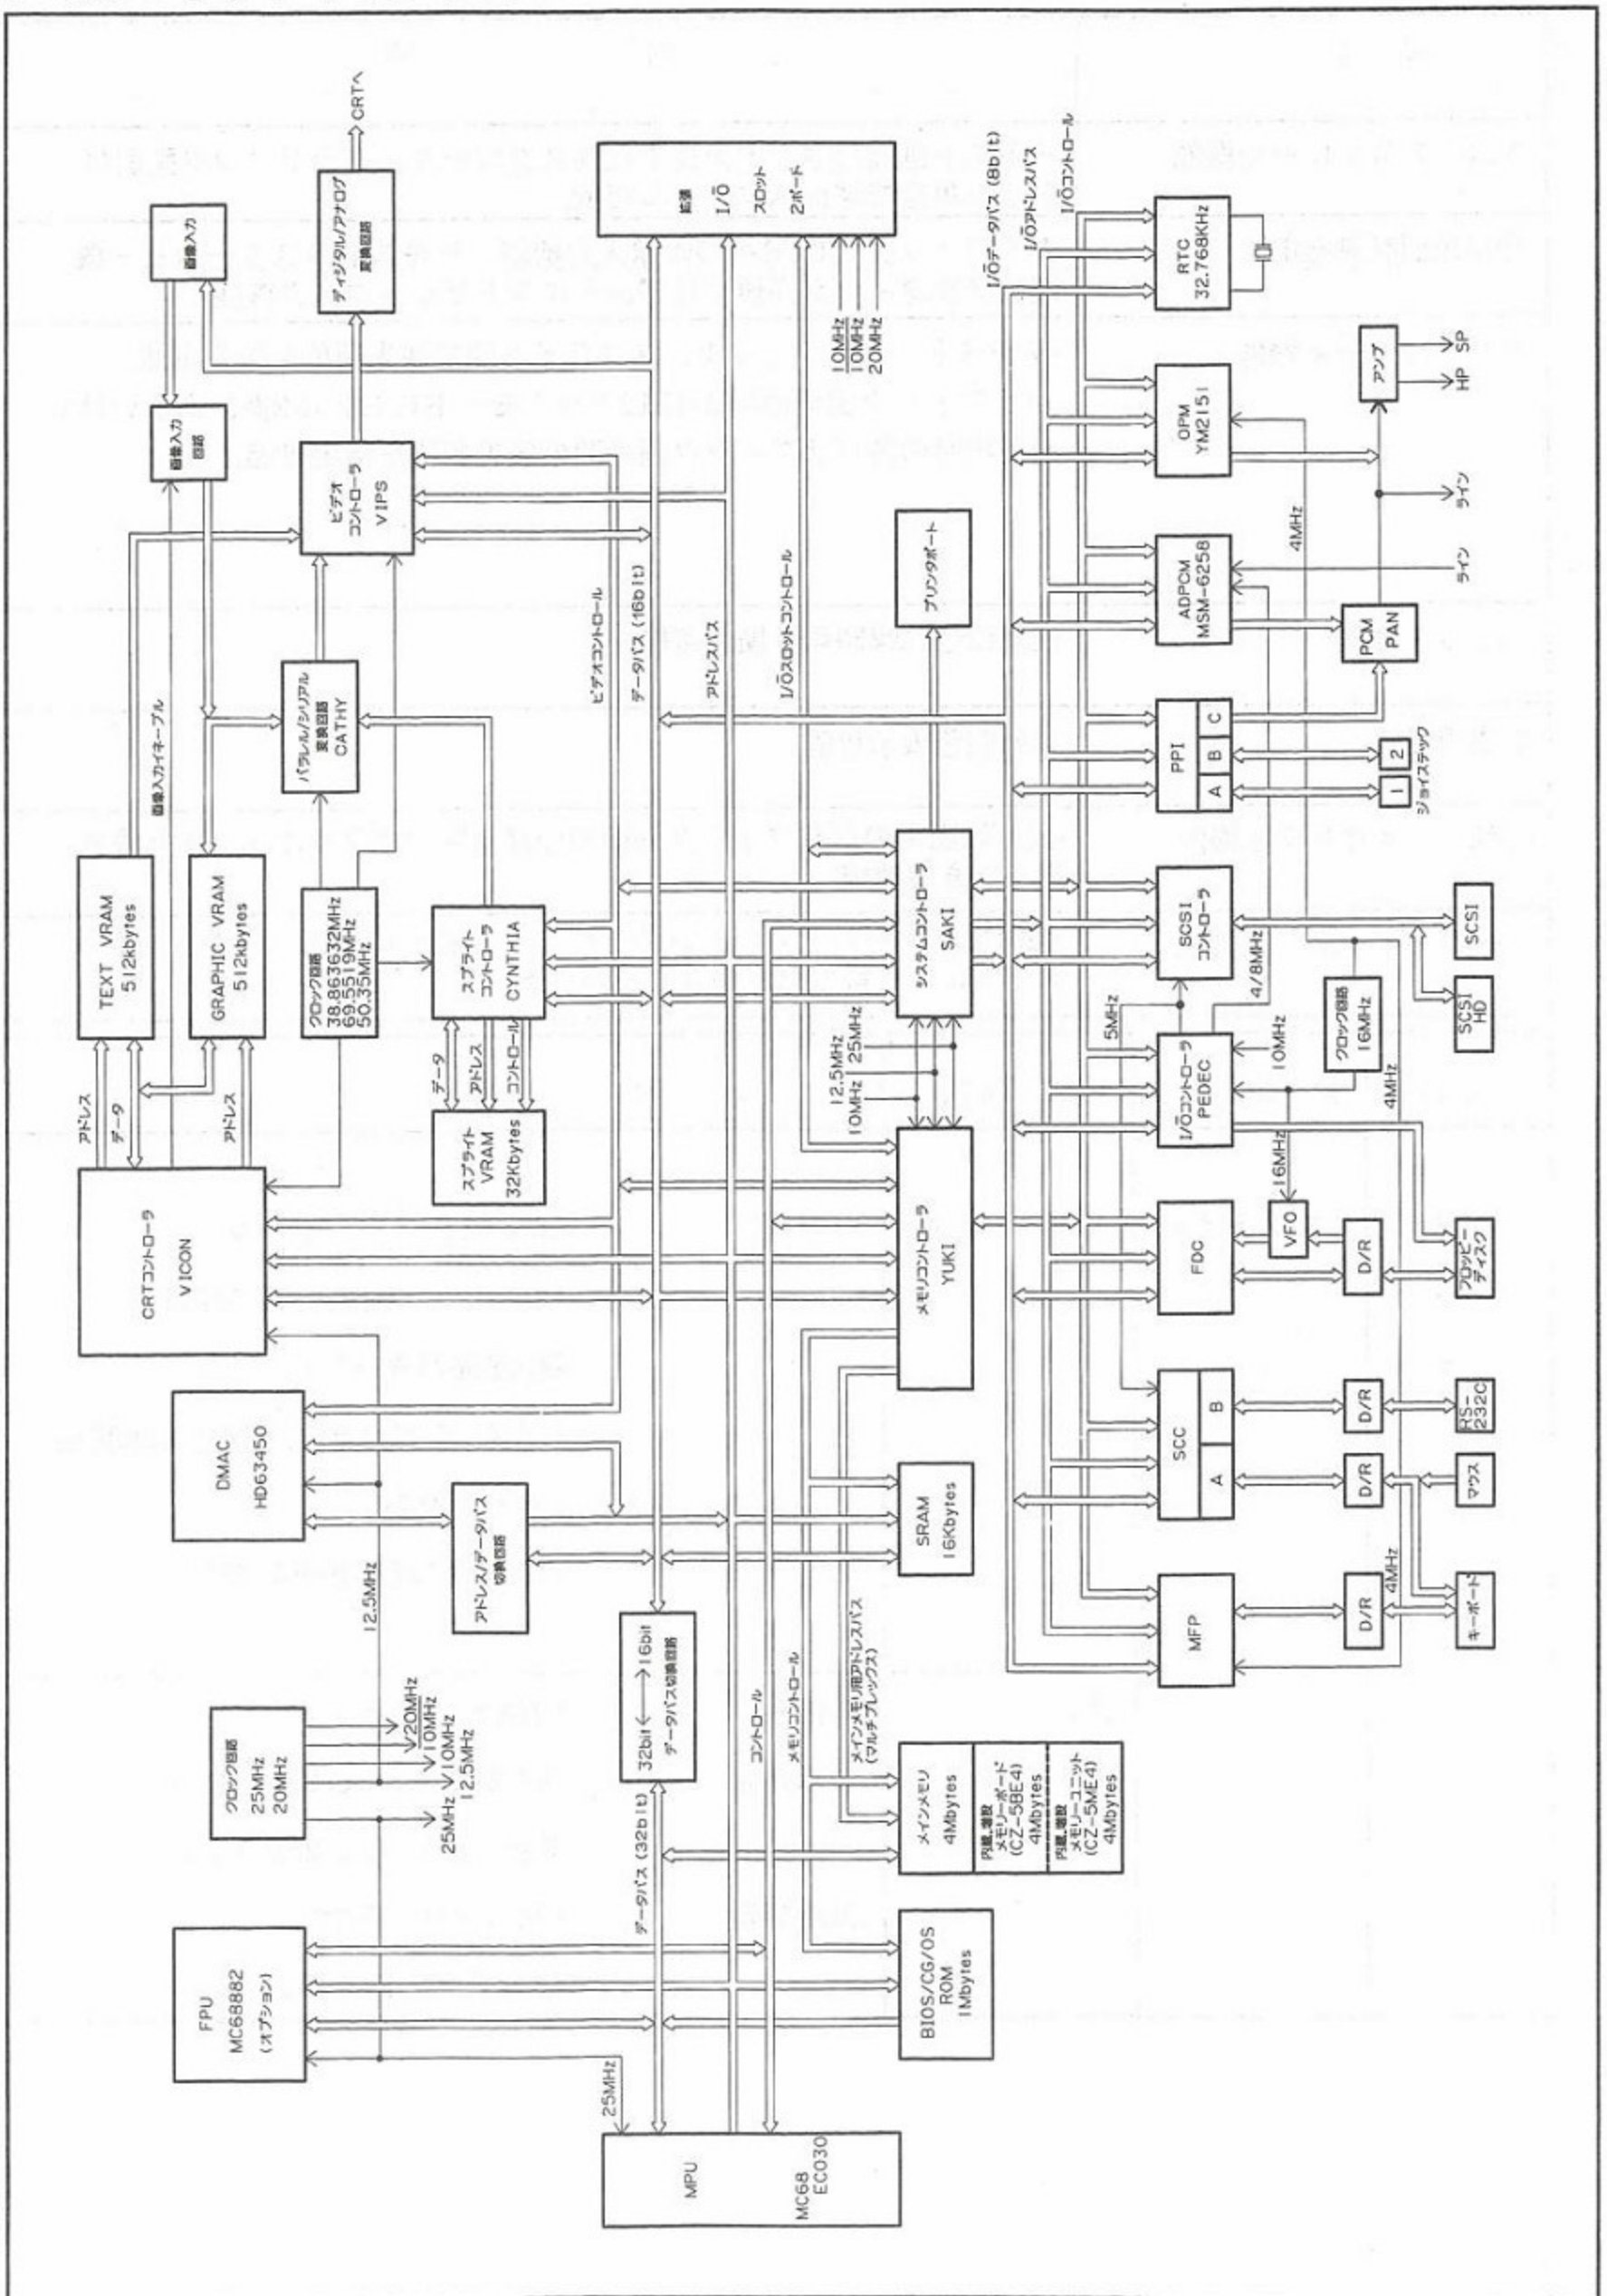 MPU
MC68
EC030
25MHz
FPU
MC68882
(オプション)
クロック回路
25MHz
20MHz
25MHz
12.5MHz
10MHz
10MHz
20MHz
12.5MHz
DMAC
HD63450
アドレス/データバス
切換回路
32bit←→16bit
データバス切換回路
データバス (32bit)
コントロール
メモリコントロール
メインメモリ用アドレスバス
(マルチプレックス)
BIOS/CG/OS
ROM
1Mbytes
メインメモリ
4Mbytes
内蔵増設
メモリーボード
(CZ-5BE4)
4Mbytes
内蔵増設
メモリーユニット
(CZ-5ME4)
4Mbytes
SRAM
16Kbytes
CRTコントローラ
VICON
アドレス
データ
アドレス
TEXT VRAM
512kbytes
GRAPHIC VRAM
512kbytes
画像入力イネーブル
クロック回路
38.863632MHz
69.5519MHz
50.35MHz
スプライト
VRAM
32Kbytes
データ
アドレス
コントロール
スプライト
コントローラ
CYNTHIA
パラレル/シリアル
変換回路
CATHY
ビデオ
コントローラ
VIPS
画像入力
回路
画像入力
ディジタル/アナログ
変換回路
CRTへ
ビデオコントロール
データバス (16bit)
アドレスバス
I/Oスロットコントロール
拡張
I/O
スロット
2ボード
10MHz
10MHz
20MHz
メモリコントローラ
YUKI
10MHz
12.5MHz
25MHz
システムコントローラ
SAKI
プリンタポート
I/Oデータバス (8bit)
I/Oアドレスバス
I/Oコントロール
MFP
D/R
4MHz
キーボード
SCC
A
B
D/R
D/R
マウス
RS-
232C
FDC
VFO
D/R
フロッピー
ディスク
16MHz
I/Oコントローラ
PEDEC
5MHz
10MHz
4MHz
クロック回路
16MHz
SCSI
コントローラ
4/8MHz
SCSI
HD
SCSI
PPI
A
B
C
1
2
ジョイステック
ADPCM
MSM-6258
PCM
PAN
4MHz
ライン
ライン
OPM
YM2151
アンプ
HP
SP
RTC
32.768KHz